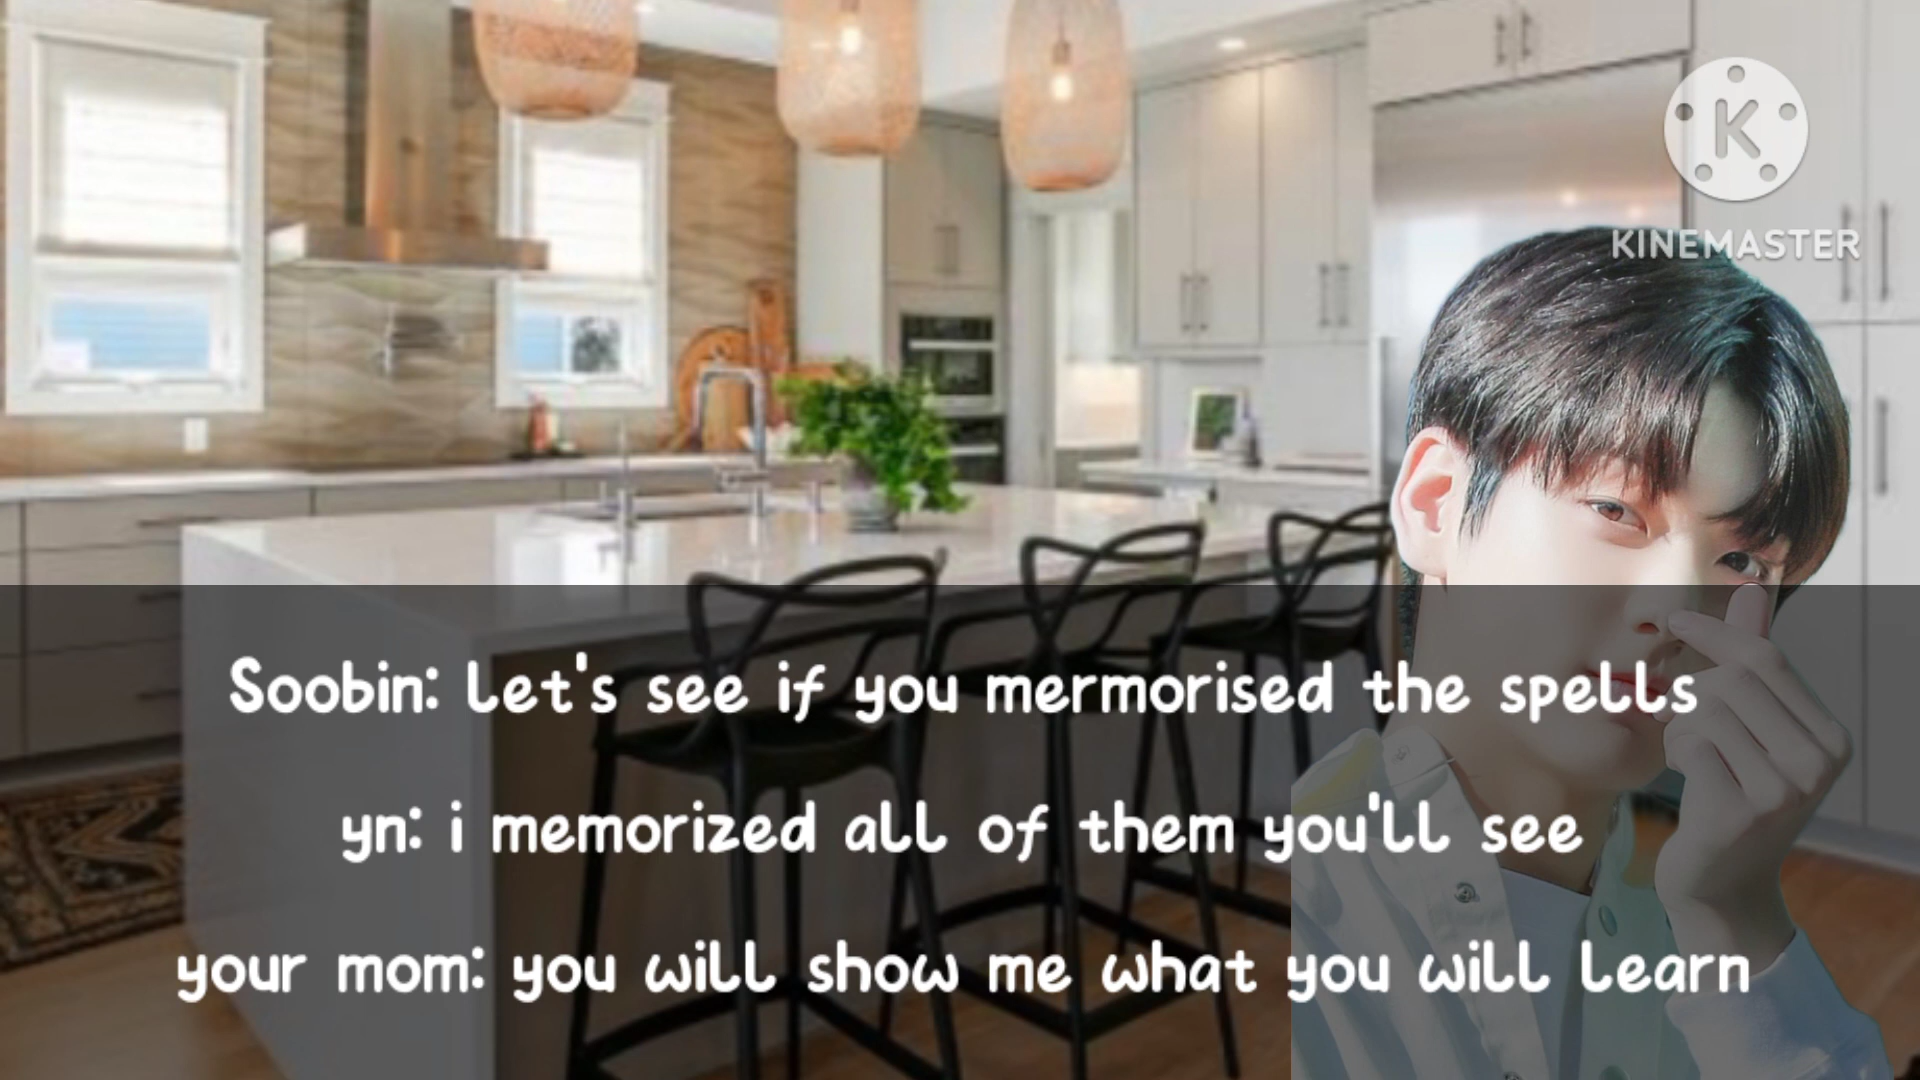 K
KINEMASTER
Soobin: Let's see if you mermorised the spells
yn: i memorized all of them you'll see
your mom: you will show me what you will learn